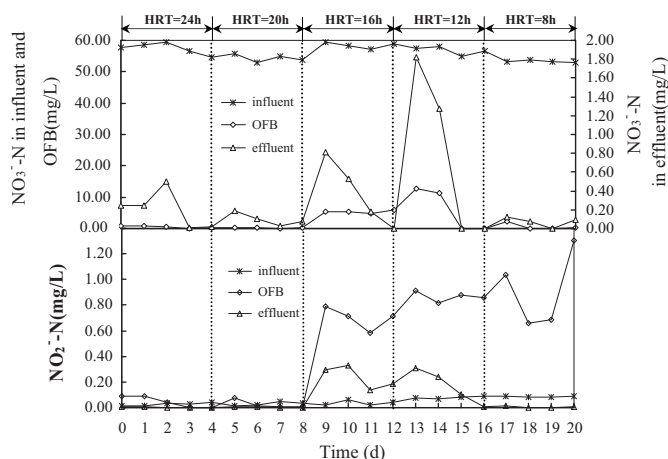 HRT=24h HRT=20h HRT=16h HRT=12h HRT=8h
NO₃⁻-N in influent and
OFB(mg/L)
60.00
50.00
40.00
30.00
20.00
10.00
0.00
influent
OFB
effluent
2.00
1.80
1.60
1.40
1.20
1.00
0.80
0.60
0.40
0.20
0.00
NO₃⁻-N
in effluent(mg/L)
NO₂⁻-N(mg/L)
1.20
1.00
0.80
0.60
0.40
0.20
0.00
influent
OFB
effluent
0 1 2 3 4 5 6 7 8 9 10 11 12 13 14 15 16 17 18 19 20
Time (d)